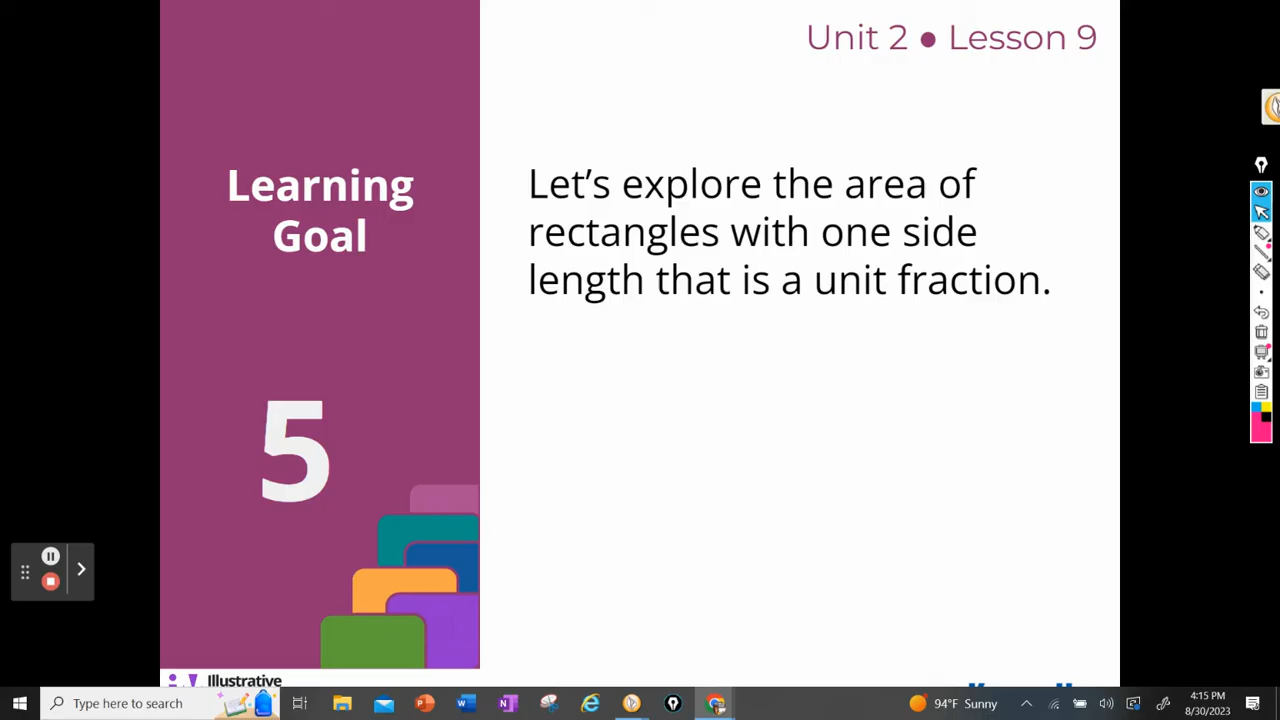 Unit 2 ● Lesson 9
Learning
Goal
Let’s explore the area of
rectangles with one side
length that is a unit fraction.
5
Illustrative
Type here to search
94°F Sunny
4:15 PM
8/30/2023